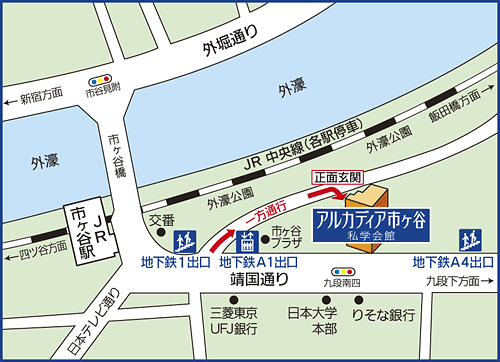 外堀通り
←新宿方面
市谷見附
外濠
外濠
市ヶ谷橋
JR 中央線(各駅停車)
外濠公園
飯田橋方面→
外濠公園
正面玄関
一方通行
アルカディア市ヶ谷
私学会館
JR
市ヶ谷駅
←四ツ谷方面
交番
市ヶ谷
プラザ
地下鉄1出口
地下鉄A1出口
地下鉄A4出口
靖国通り
九段南四
九段下方面→
日本テレビ通り
三菱東京
UFJ銀行
日本大学
本部
りそな銀行